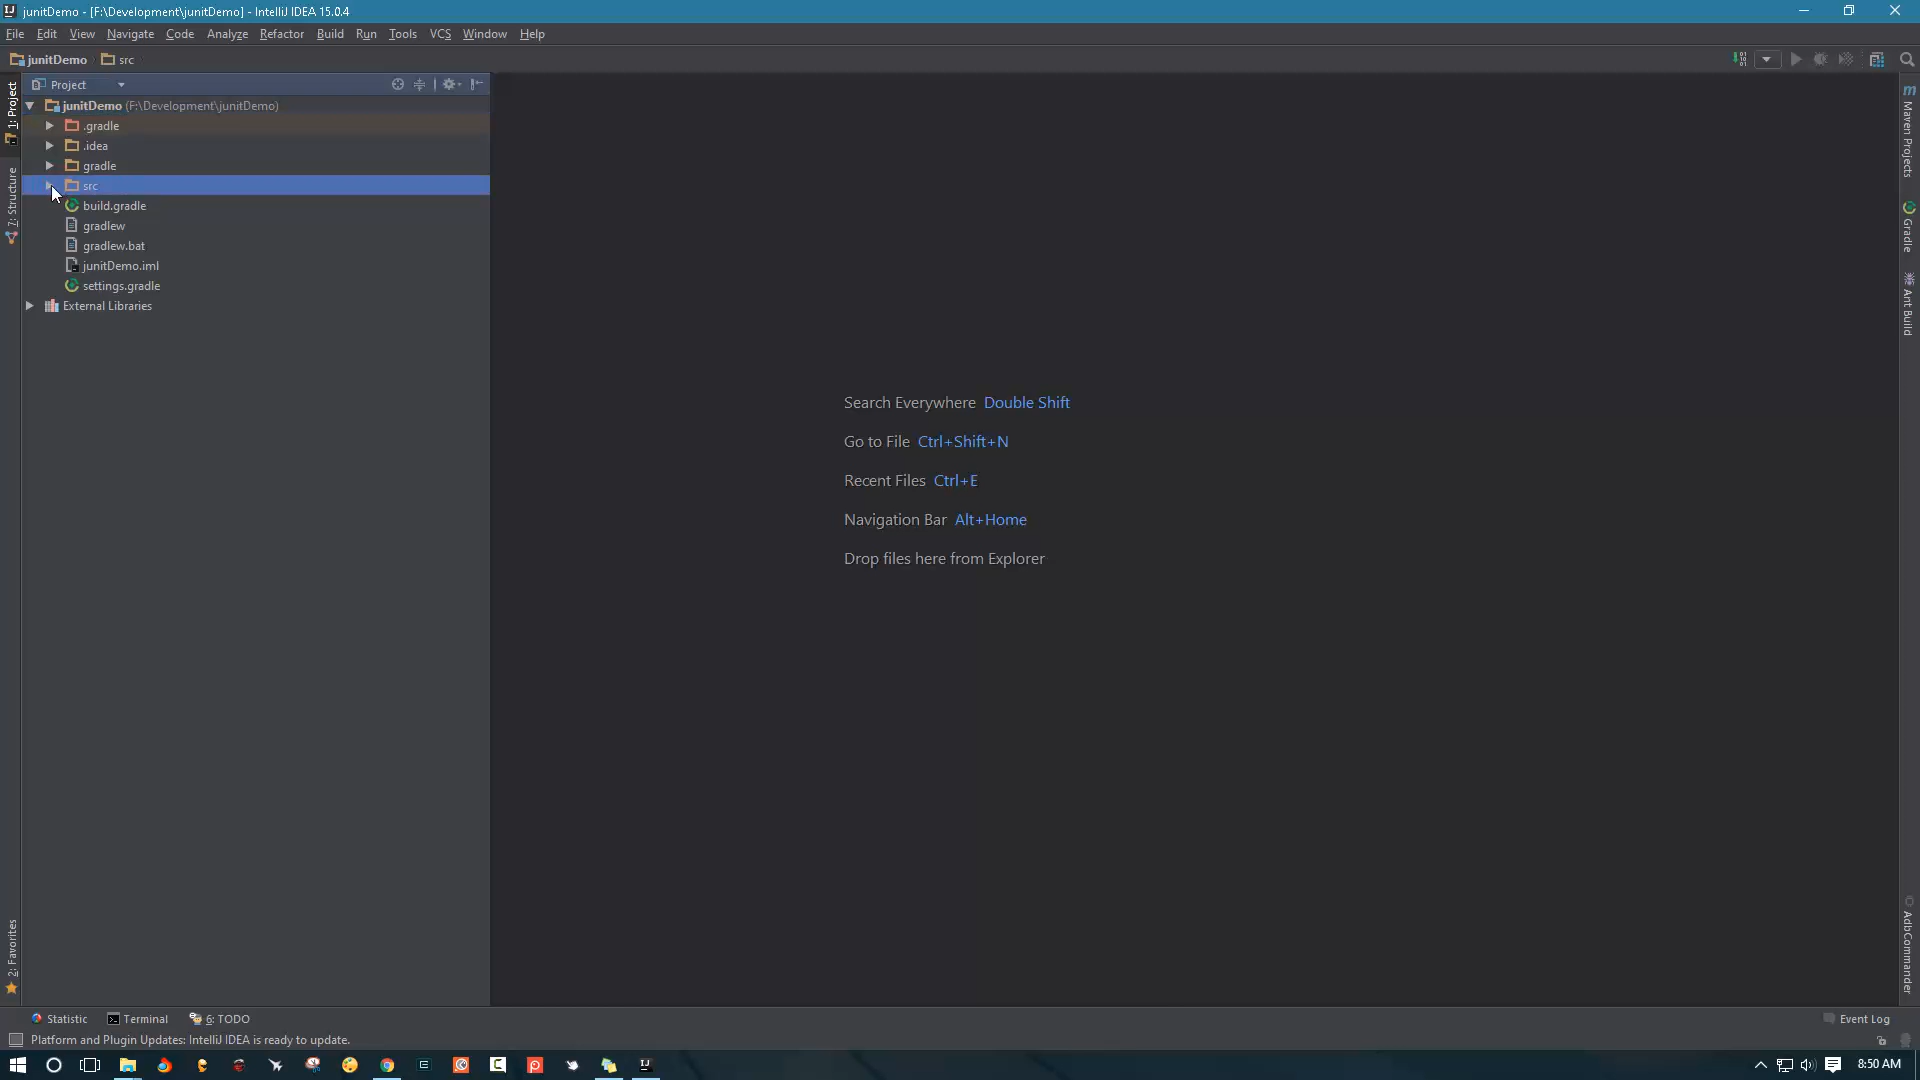 junitDemo - [F:\Development\junitDemo] - IntelliJ IDEA 15.0.4
File Edit View Navigate Code Analyze Refactor Build Run Tools VCS Window Help
junitDemo src
Project
junitDemo (F:\Development\junitDemo)
.gradle
.idea
gradle
src
build.gradle
gradlew
gradlew.bat
junitDemo.iml
settings.gradle
External Libraries
1: Project
7: Structure
2: Favorites
Search Everywhere Double Shift
Go to File Ctrl+Shift+N
Recent Files Ctrl+E
Navigation Bar Alt+Home
Drop files here from Explorer
Maven Projects
Gradle
Ant Build
AdbCommander
Statistic Terminal 6: TODO Event Log
Platform and Plugin Updates: IntelliJ IDEA is ready to update.
8:50 AM